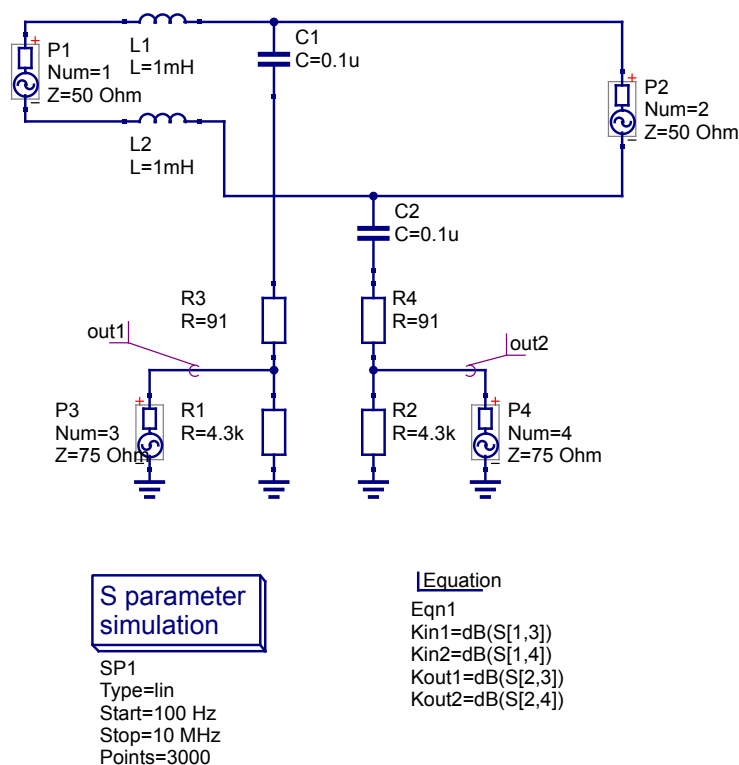 P1
Num=1
Z=50 Ohm
L1
L=1mH
C1
C=0.1u
P2
Num=2
Z=50 Ohm
L2
L=1mH
C2
C=0.1u
R3
R=91
R4
R=91
out1
out2
P3
Num=3
Z=75 Ohm
R1
R=4.3k
R2
R=4.3k
P4
Num=4
Z=75 Ohm
S parameter
simulation
SP1
Type=lin
Start=100 Hz
Stop=10 MHz
Points=3000
Equation
Eqn1
Kin1=dB(S[1,3])
Kin2=dB(S[1,4])
Kout1=dB(S[2,3])
Kout2=dB(S[2,4])